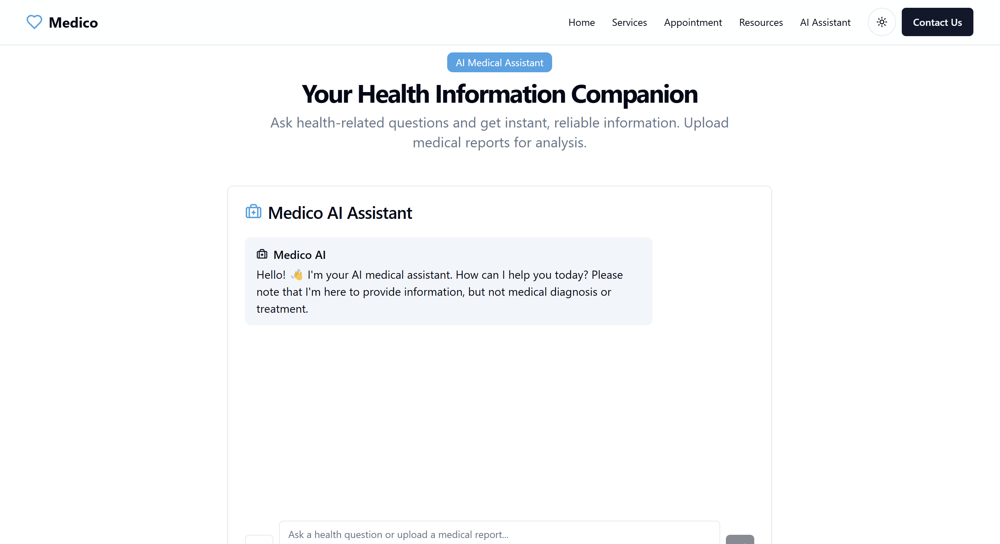 Medico
Home
Services
Appointment
Resources
AI Assistant
Contact Us
AI Medical Assistant
Your Health Information Companion
Ask health-related questions and get instant, reliable information. Upload
medical reports for analysis.
Medico AI Assistant
Medico AI
Hello! 👋 I'm your AI medical assistant. How can I help you today? Please
note that I'm here to provide information, but not medical diagnosis or
treatment.
Ask a health question or upload a medical report...